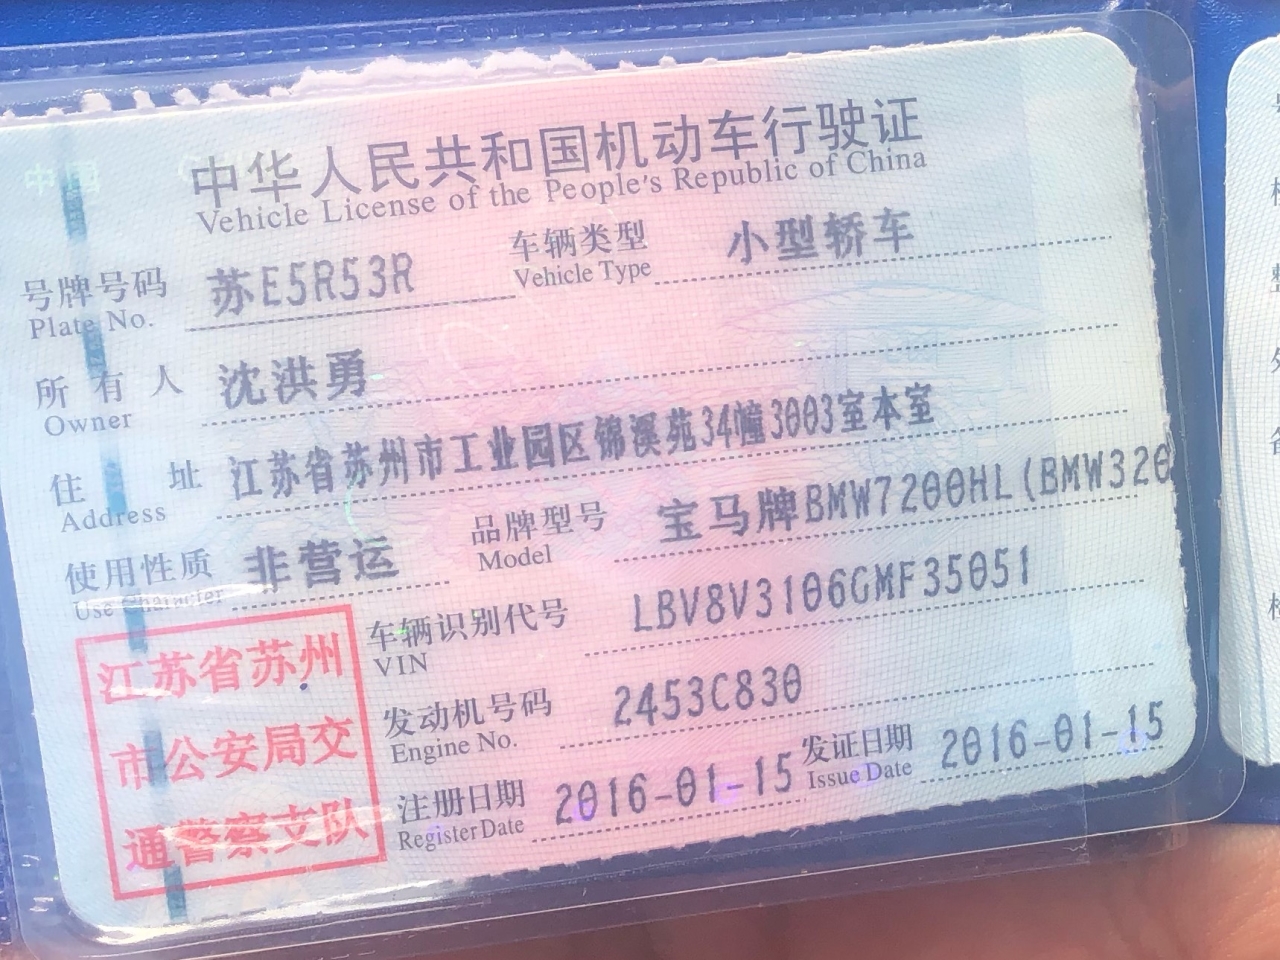 中国
中华人民共和国机动车行驶证
Vehicle License of the People's Republic of China
号牌号码 苏E5R53R 车辆类型 小型轿车
Plate No. Vehicle Type
所有人 沈洪勇
Owner
住址 江苏省苏州市工业园区锦溪苑34幢3003室本室
Address
使用性质 非营运 品牌型号 宝马牌BMW7200HL(BMW320
Use Character Model
车辆识别代号 LBV8V3106GMF35051
VIN
发动机号码 2453C830
Engine No.
注册日期 2016-01-15 发证日期 2016-01-15
Register Date Issue Date
江苏省苏州
市公安局交
通警察支队